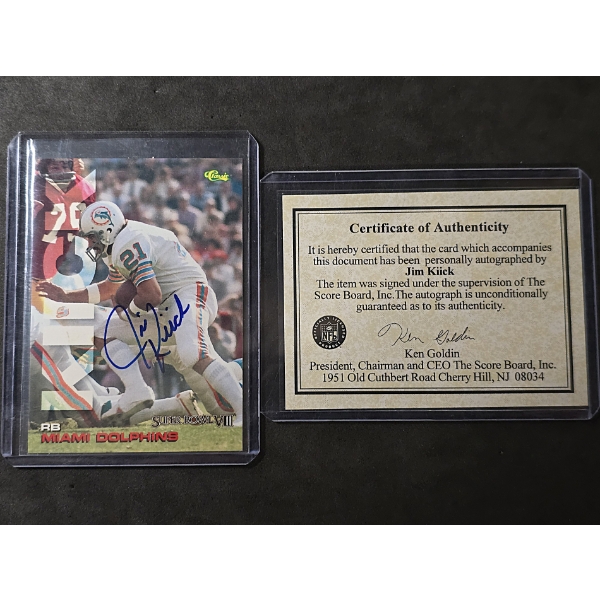 Classic
KIICK
26
21
Jim Kiick
SUPER BOWL VIII
RB
MIAMI DOLPHINS
Certificate of Authenticity
It is hereby certified that the card which accompanies
this document has been personally autographed by
Jim Kiick
The item was signed under the supervision of The
Score Board, Inc.The autograph is unconditionally
guaranteed as to its authenticity.
NFL
Ken Goldin
Ken Goldin
President, Chairman and CEO The Score Board, Inc.
1951 Old Cuthbert Road Cherry Hill, NJ 08034